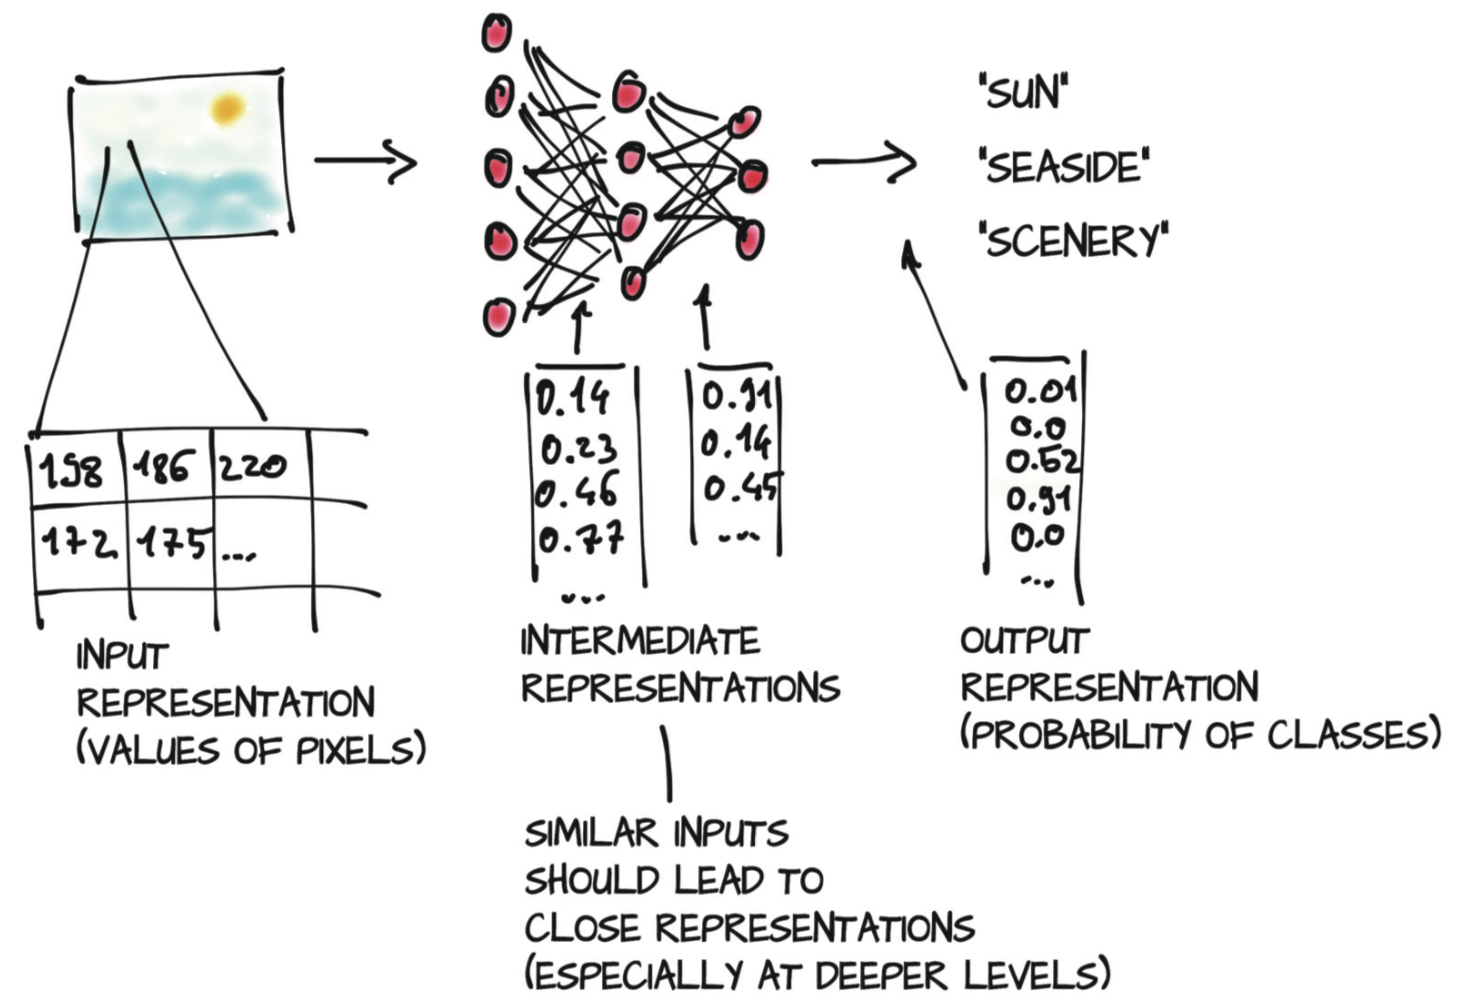 "SUN"
"SEASIDE"
"SCENERY"
198 186 220
172 175 ...
0.14
0.23
0.46
0.77
...
0.91
0.14
0.45
...
0.01
0.0
0.52
0.91
0.0
...
INPUT
REPRESENTATION
(VALUES OF PIXELS)
INTERMEDIATE
REPRESENTATIONS
OUTPUT
REPRESENTATION
(PROBABILITY OF CLASSES)
SIMILAR INPUTS
SHOULD LEAD TO
CLOSE REPRESENTATIONS
(ESPECIALLY AT DEEPER LEVELS)